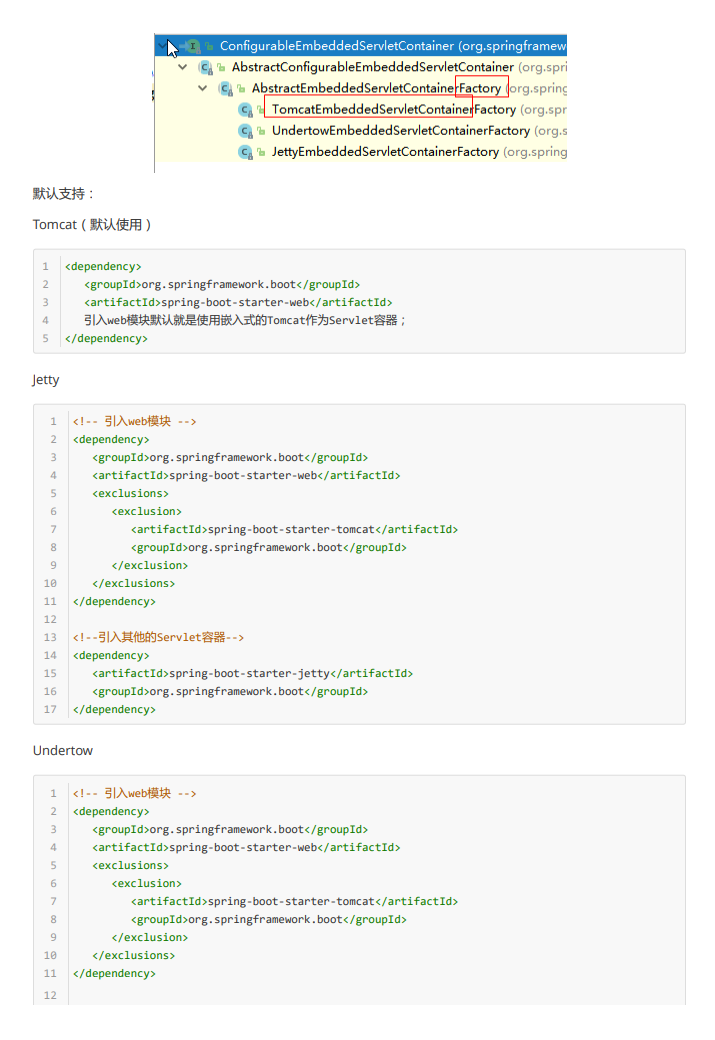 ConfigurableEmbeddedServletContainer (org.springframew
AbstractConfigurableEmbeddedServletContainer (org.spri
AbstractEmbeddedServletContainerFactory (org.spring
TomcatEmbeddedServletContainerFactory (org.spr
UndertowEmbeddedServletContainerFactory (org.s
JettyEmbeddedServletContainerFactory (org.spring
默认支持：
Tomcat（默认使用）
1 <dependency>
2 <groupId>org.springframework.boot</groupId>
3 <artifactId>spring-boot-starter-web</artifactId>
4 引入web模块默认就是使用嵌入式的Tomcat作为Servlet容器；
5 </dependency>
Jetty
1 <!-- 引入web模块 -->
2 <dependency>
3 <groupId>org.springframework.boot</groupId>
4 <artifactId>spring-boot-starter-web</artifactId>
5 <exclusions>
6 <exclusion>
7 <artifactId>spring-boot-starter-tomcat</artifactId>
8 <groupId>org.springframework.boot</groupId>
9 </exclusion>
10 </exclusions>
11 </dependency>
12
13 <!--引入其他的Servlet容器-->
14 <dependency>
15 <artifactId>spring-boot-starter-jetty</artifactId>
16 <groupId>org.springframework.boot</groupId>
17 </dependency>
Undertow
1 <!-- 引入web模块 -->
2 <dependency>
3 <groupId>org.springframework.boot</groupId>
4 <artifactId>spring-boot-starter-web</artifactId>
5 <exclusions>
6 <exclusion>
7 <artifactId>spring-boot-starter-tomcat</artifactId>
8 <groupId>org.springframework.boot</groupId>
9 </exclusion>
10 </exclusions>
11 </dependency>
12